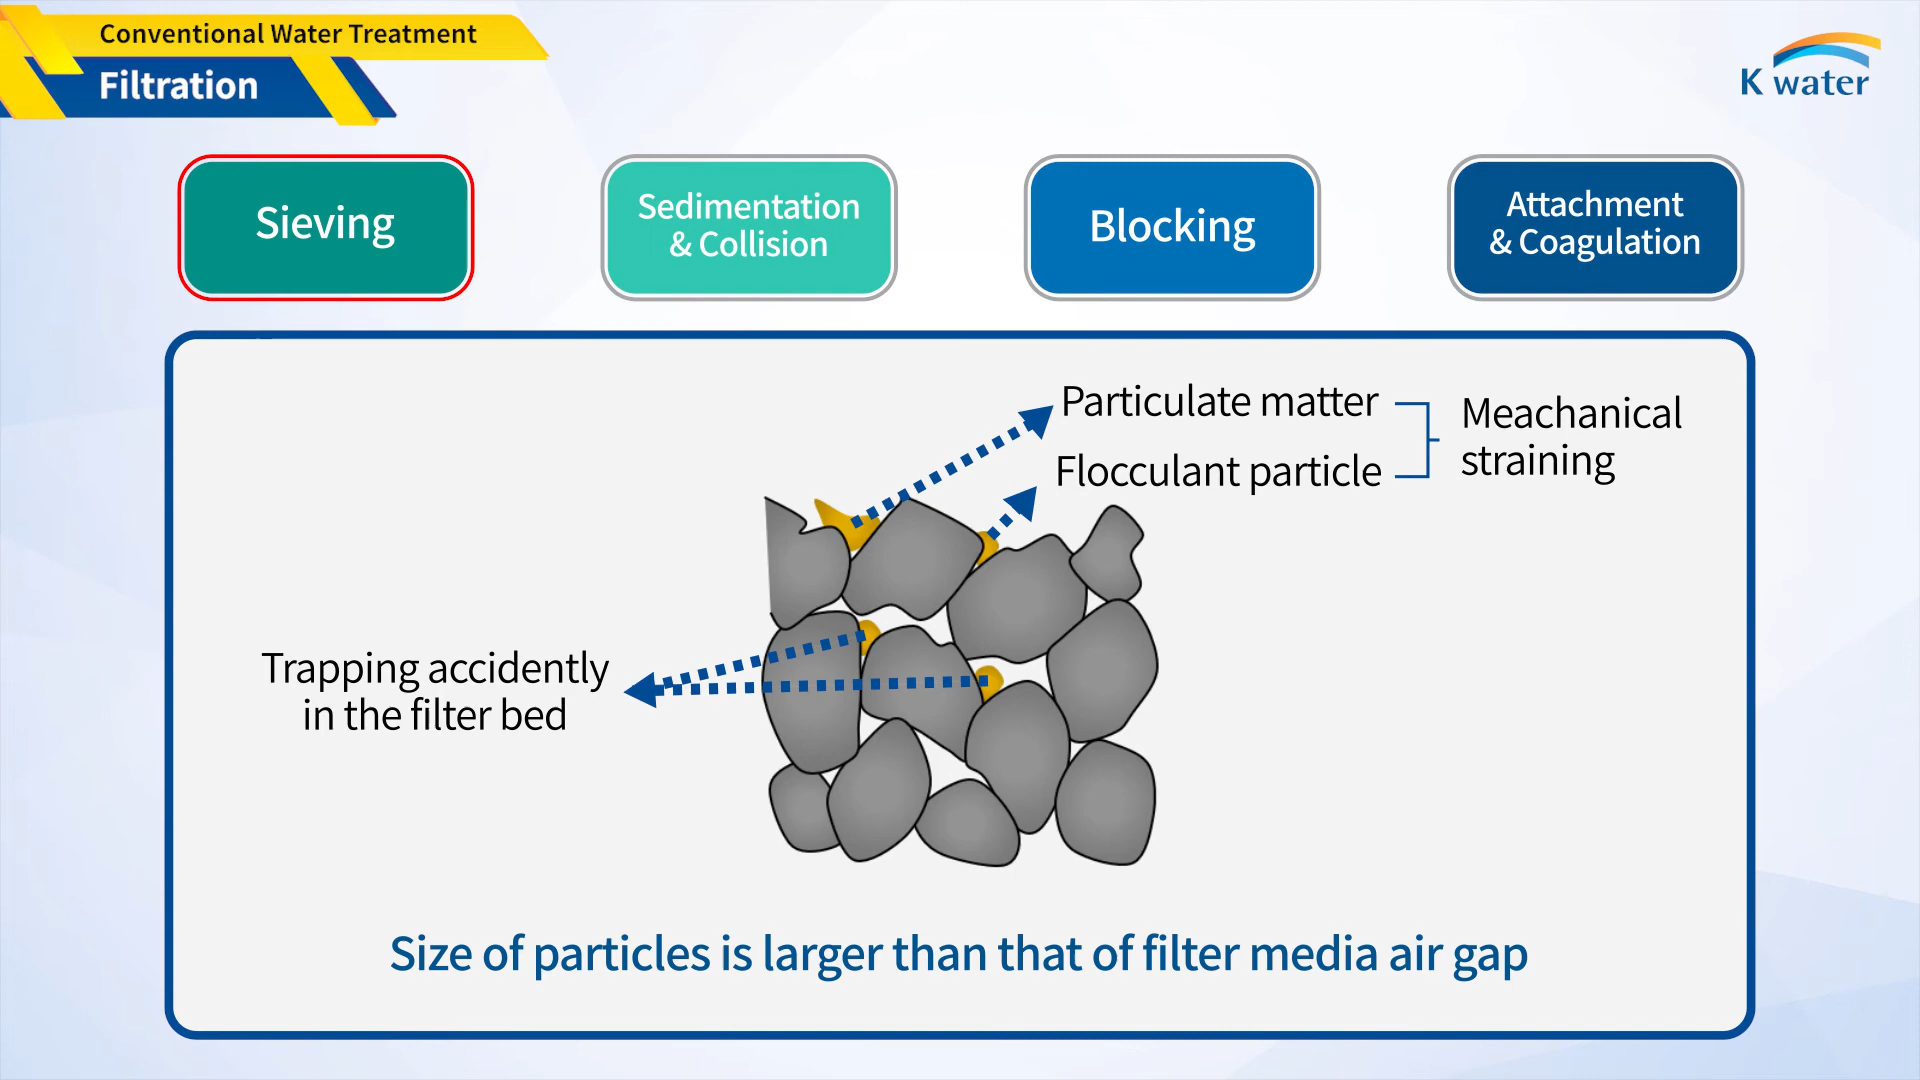 Conventional Water Treatment
Filtration
K water
Sieving
Sedimentation
& Collision
Blocking
Attachment
& Coagulation
Particulate matter
Flocculant particle
Meachanical
straining
Trapping accidently
in the filter bed
Size of particles is larger than that of filter media air gap